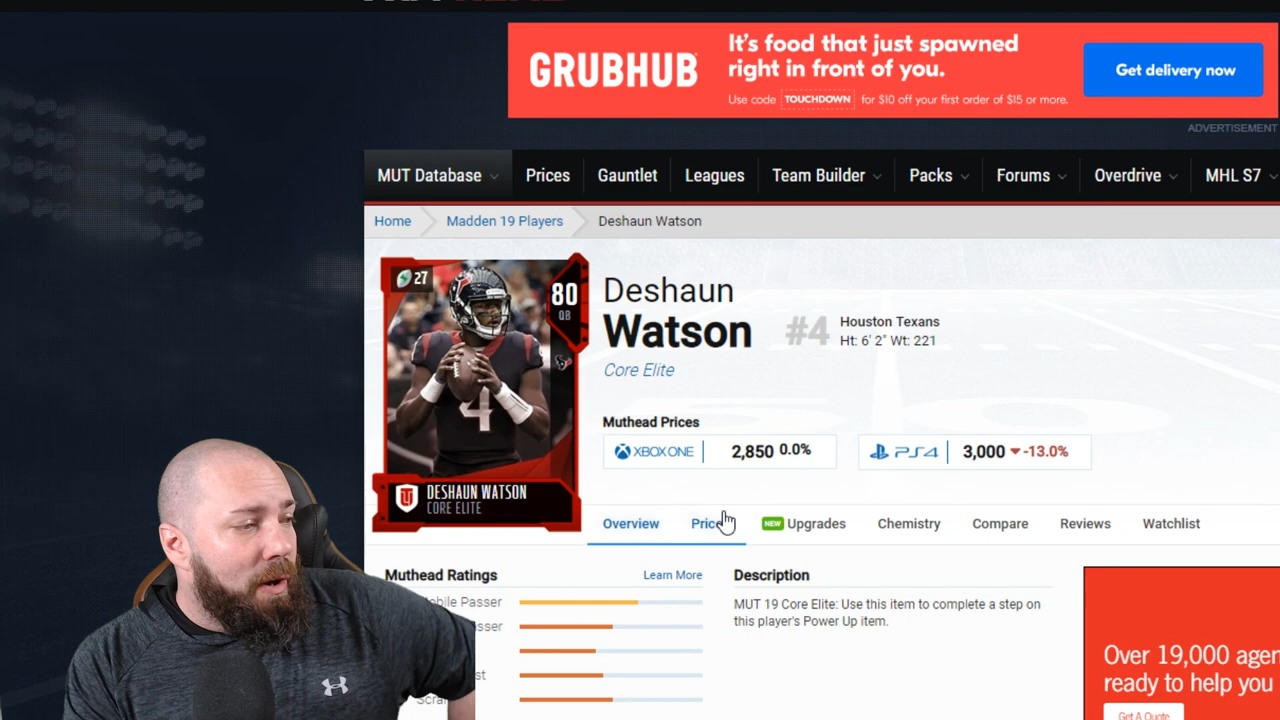 GRUBHUB
It's food that just spawned
right in front of you.
Use code TOUCHDOWN for $10 off your first order of $15 or more.
Get delivery now
ADVERTISEMENT
MUT Database Prices Gauntlet Leagues Team Builder Packs Forums Overdrive MHL S7
Home Madden 19 Players Deshaun Watson
27
80
QB
4
DESHAUN WATSON
CORE ELITE
Deshaun
Watson
#4
Houston Texans
Ht: 6' 2" Wt: 221
Core Elite
Muthead Prices
XBOX ONE 2,850 0.0%
PS4 3,000 -13.0%
Overview NEW Upgrades Chemistry Compare Reviews Watchlist
Muthead Ratings Learn More
Passer
Description
MUT 19 Core Elite: Use this item to complete a step on
this player's Power Up item.
Over 19,000
ready to help you
Get A Quote